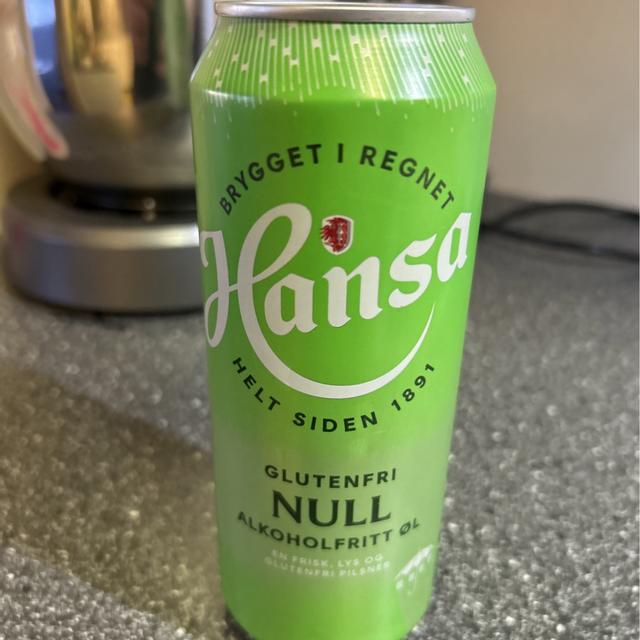 BRYGGET I REGNET
Hansa
HELT SIDEN 1891
GLUTENFRI
NULL
ALKOHOLFRITT ØL
EN FRISK, LYS OG
GLUTENFRI PILSNER